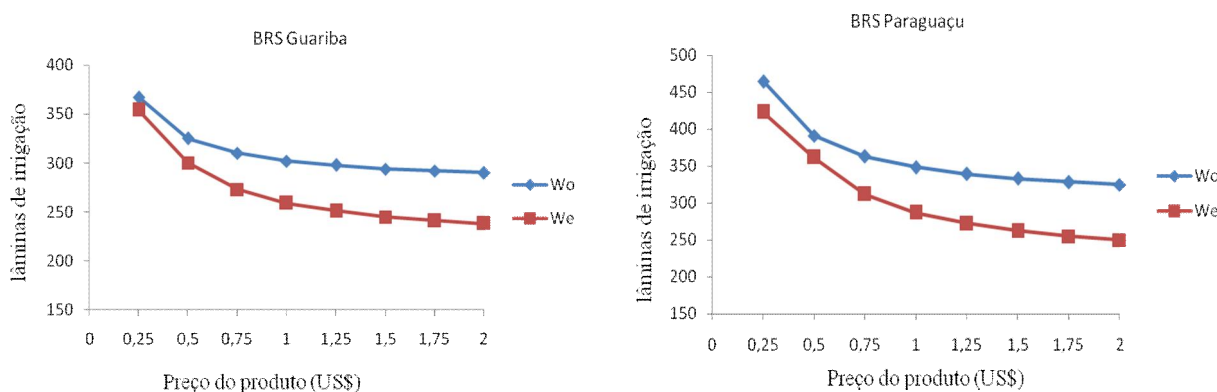 BRS Guariba
400
350
300
250
200
150
0 0,25 0,5 0,75 1 1,25 1,5 1,75 2
lâminas de irrigação
Preço do produto (US$)
Wo
We
BRS Paraguaçu
500
450
400
350
300
250
200
150
0 0,25 0,5 0,75 1 1,25 1,5 1,75 2
lâminas de irrigação
Preço do produto (US$)
Wo
We